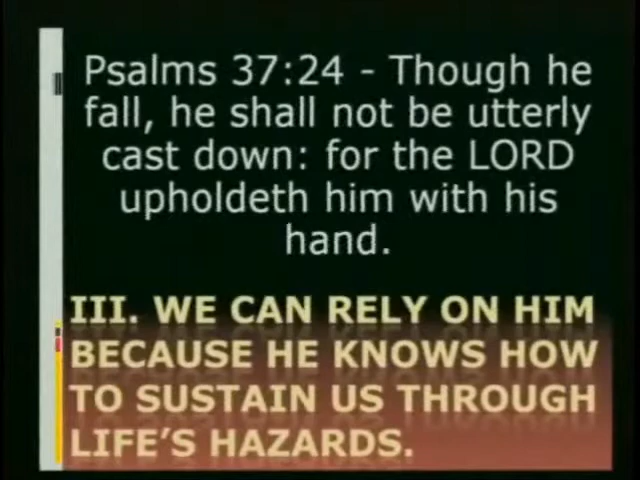 Psalms 37:24 - Though he
fall, he shall not be utterly
cast down: for the LORD
upholdeth him with his
hand.
III. WE CAN RELY ON HIM
BECAUSE HE KNOWS HOW
TO SUSTAIN US THROUGH
LIFE'S HAZARDS.